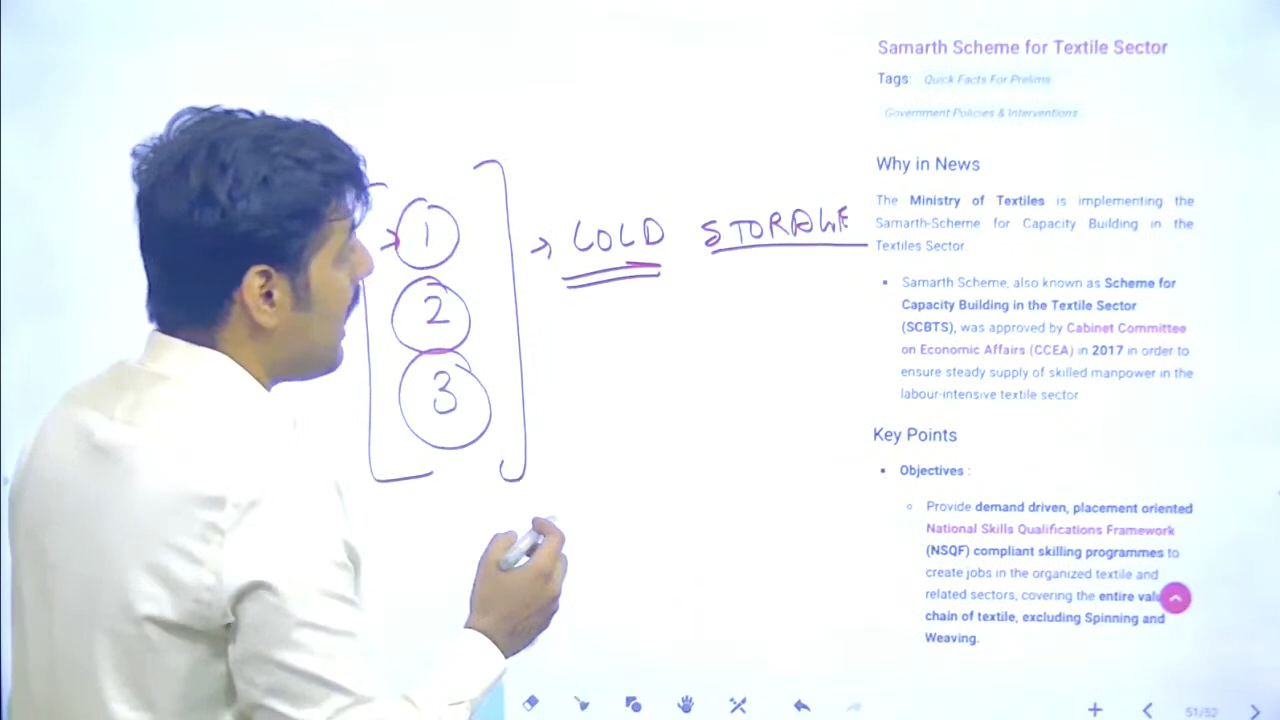 1
2
3
→ COLD STORAGE
Samarth Scheme for Textile Sector
Tags: Quick Facts For Prelims
Government Policies & Interventions
Why in News
The Ministry of Textiles is implementing the
Samarth-Scheme for Capacity Building in the
Textiles Sector
▪ Samarth Scheme, also known as Scheme for
Capacity Building in the Textile Sector
(SCBTS), was approved by Cabinet Committee
on Economic Affairs (CCEA) in 2017 in order to
ensure steady supply of skilled manpower in the
labour-intensive textile sector.
Key Points
▪ Objectives :
○ Provide demand driven, placement oriented
National Skills Qualifications Framework
(NSQF) compliant skilling programmes to
create jobs in the organized textile and
related sectors, covering the entire
chain of textile, excluding Spinning and
Weaving.
51/52